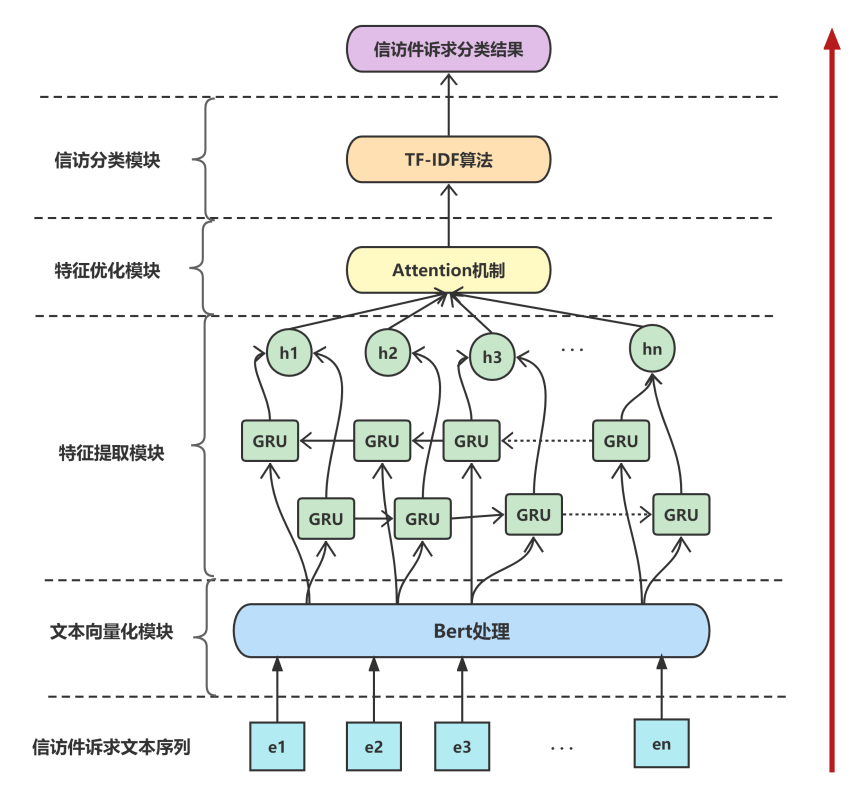 信访件诉求分类结果
信访分类模块
TF-IDF算法
特征优化模块
Attention机制
h1
h2
h3
...
hn
特征提取模块
GRU
GRU
GRU
GRU
GRU
GRU
GRU
GRU
文本向量化模块
Bert处理
信访件诉求文本序列
e1
e2
e3
...
en